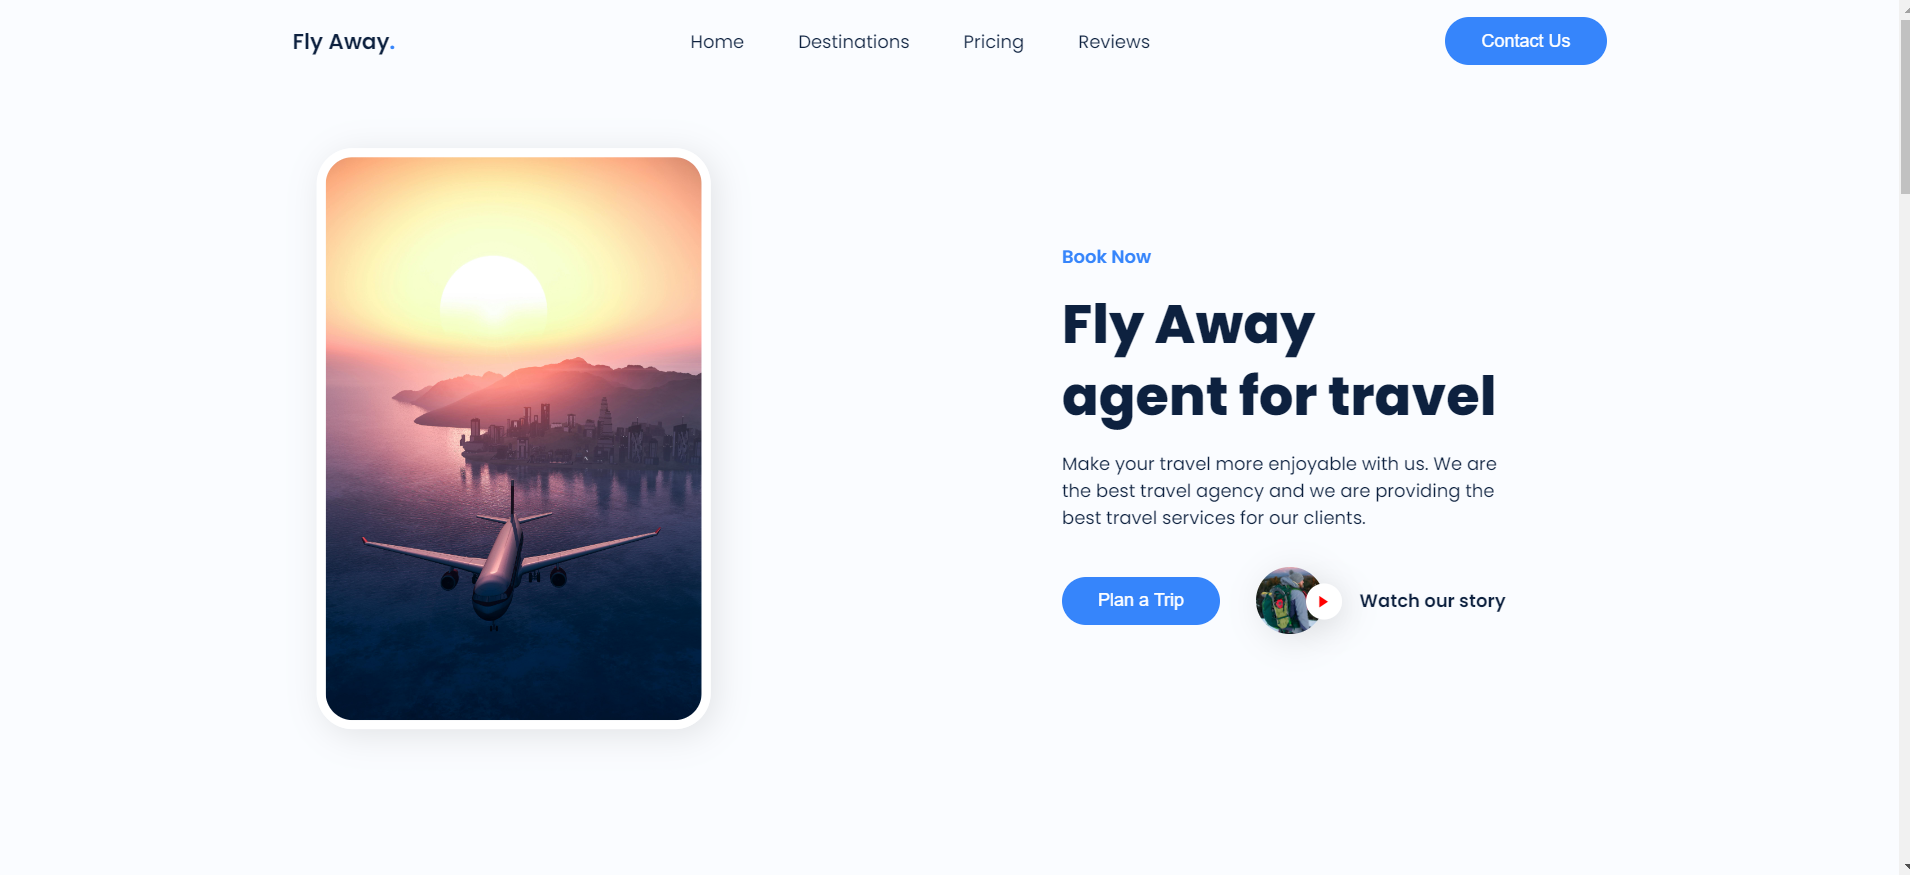 Fly Away.
Home
Destinations
Pricing
Reviews
Contact Us
Book Now
Fly Away
agent for travel
Make your travel more enjoyable with us. We are
the best travel agency and we are providing the
best travel services for our clients.
Plan a Trip
Watch our story